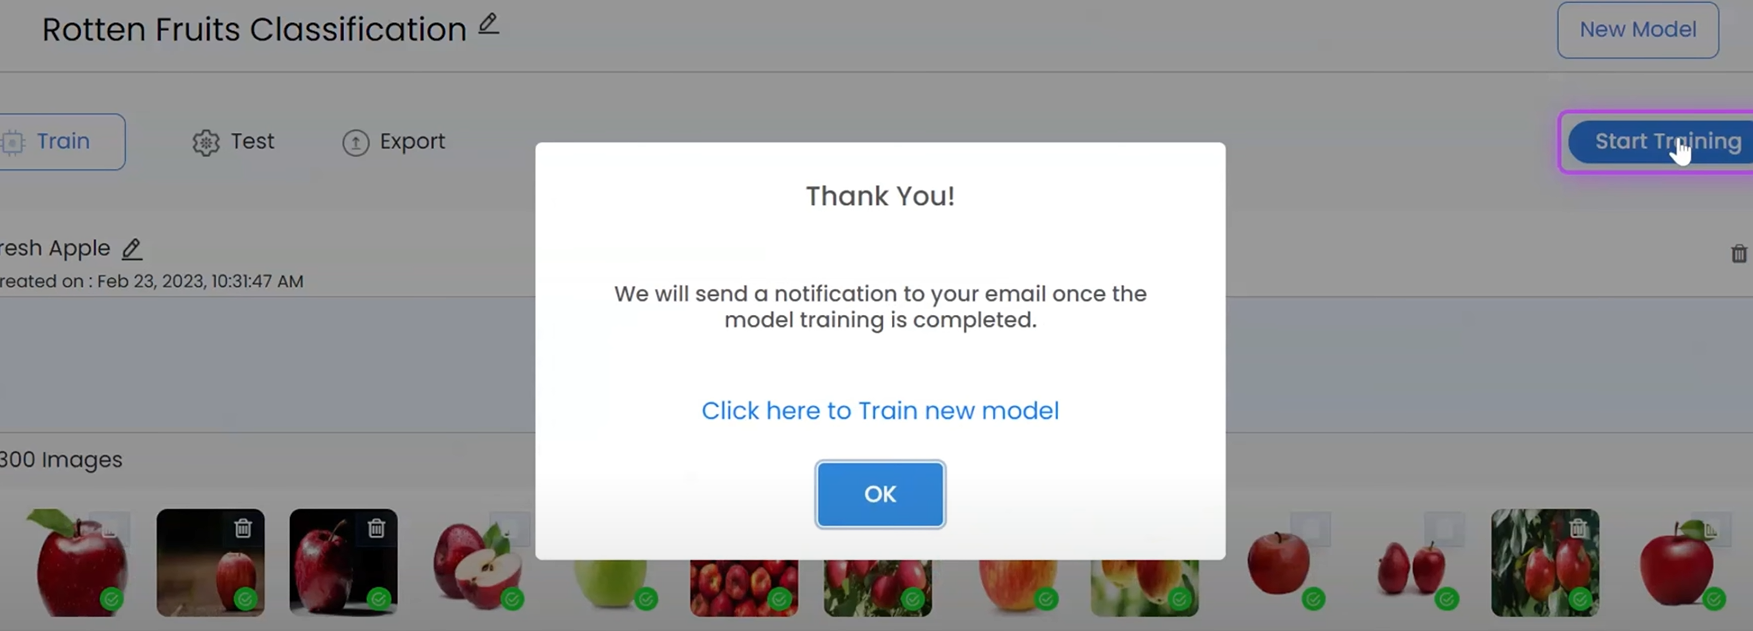 Rotten Fruits Classification
New Model
Train
Test
Export
Start Training
resh Apple
reated on : Feb 23, 2023, 10:31:47 AM
Thank You!
We will send a notification to your email once the
model training is completed.
Click here to Train new model
OK
300 Images